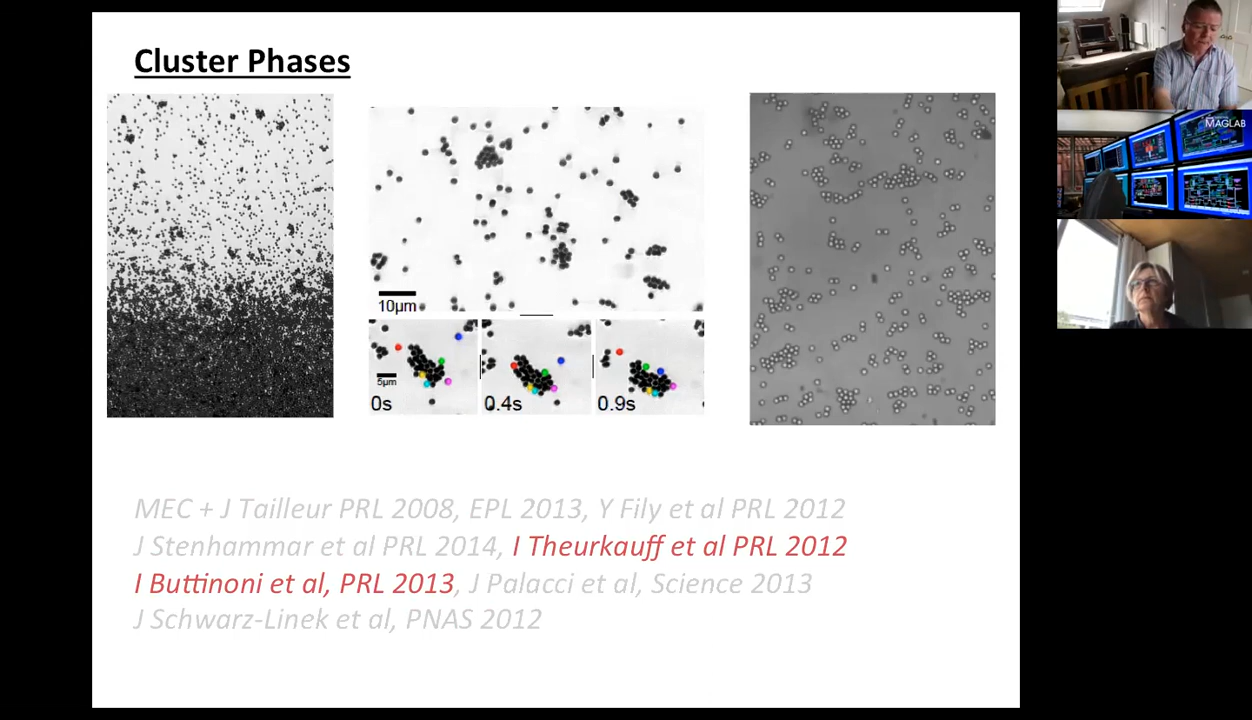 Cluster Phases
10μm
5μm
0s
0.4s
0.9s
MEC + J Tailleur PRL 2008, EPL 2013, Y Fily et al PRL 2012
J Stenhammar et al PRL 2014, I Theurkauff et al PRL 2012
I Buttinoni et al, PRL 2013, J Palacci et al, Science 2013
J Schwarz-Linek et al, PNAS 2012
MAGLAB